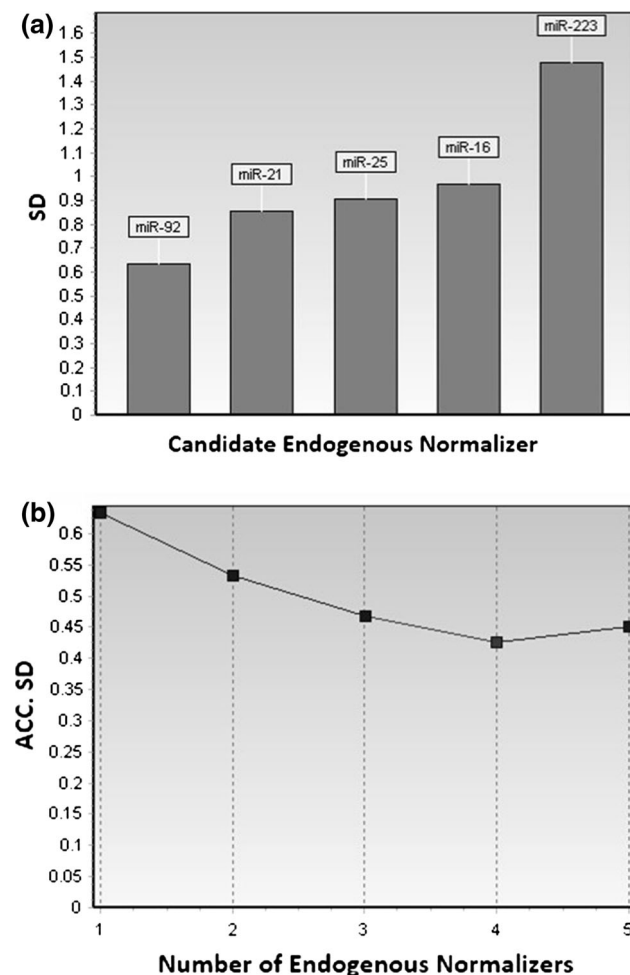 (a)
1.6
1.5
1.4
1.3
1.2
1.1
1
0.9
0.8
0.7
0.6
0.5
0.4
0.3
0.2
0.1
0
SD
miR-92
miR-21
miR-25
miR-16
miR-223
Candidate Endogenous Normalizer
(b)
0.6
0.55
0.5
0.45
0.4
0.35
0.3
0.25
0.2
0.15
0.1
0.05
0
ACC. SD
1 2 3 4 5
Number of Endogenous Normalizers